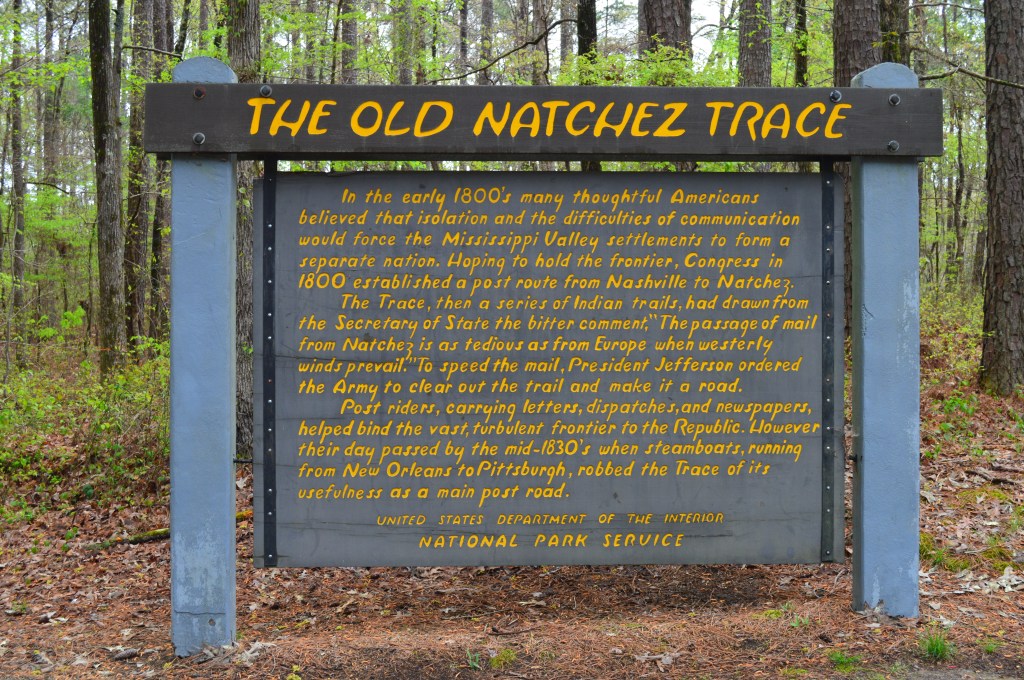 THE OLD NATCHEZ TRACE
In the early 1800's many thoughtful Americans
believed that isolation and the difficulties of communication
would force the Mississippi Valley settlements to form a
separate nation. Hoping to hold the frontier, Congress in
1800 established a post route from Nashville to Natchez.
The Trace, then a series of Indian trails, had drawn from
the Secretary of State the bitter comment, "The passage of mail
from Natchez is as tedious as from Europe when westerly
winds prevail." To speed the mail, President Jefferson ordered
the Army to clear out the trail and make it a road.
Post riders, carrying letters, dispatches, and newspapers,
helped bind the vast, turbulent frontier to the Republic. However
their day passed by the mid-1830's when steamboats, running
from New Orleans to Pittsburgh, robbed the Trace of its
usefulness as a main post road.
UNITED STATES DEPARTMENT OF THE INTERIOR
NATIONAL PARK SERVICE